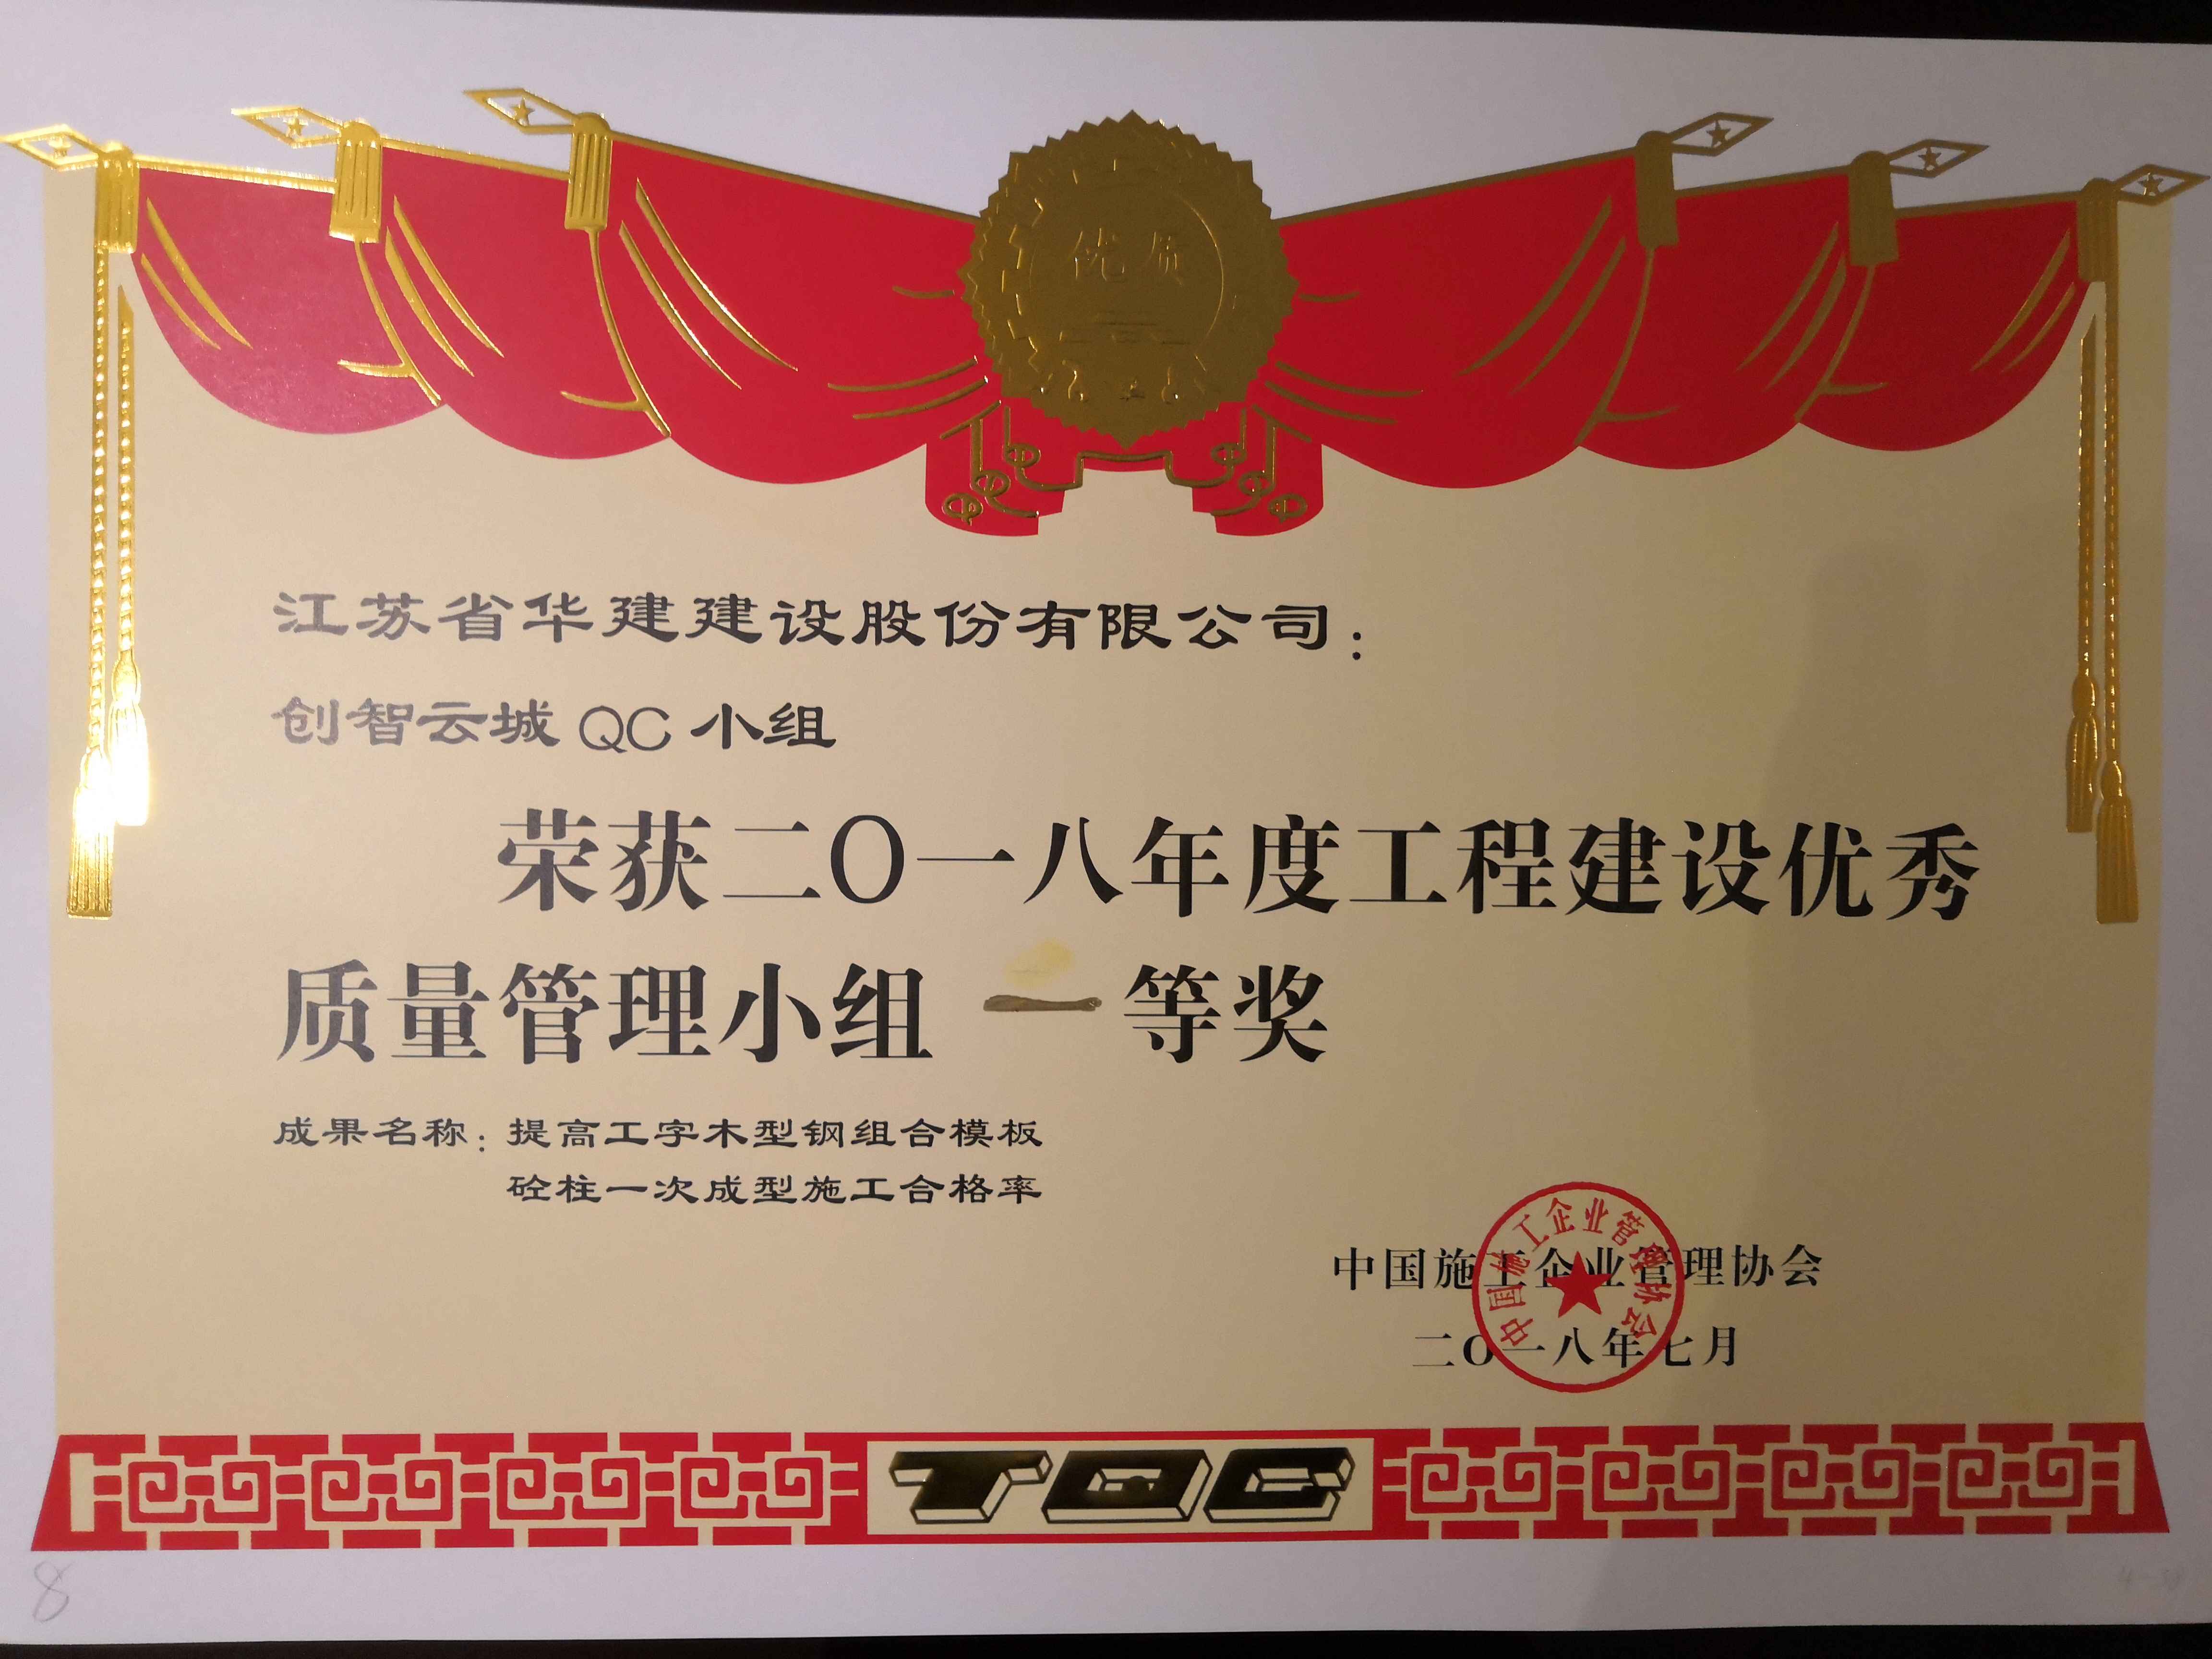 优质
江苏省华建建设股份有限公司：
创智云城 QC 小组
荣获二〇一八年度工程建设优秀
质量管理小组 一等奖
成果名称：提高工字木型钢组合模板
砼柱一次成型施工合格率
中国施工企业管理协会
中国施工企业管理协会
二〇一八年七月
TQC
8